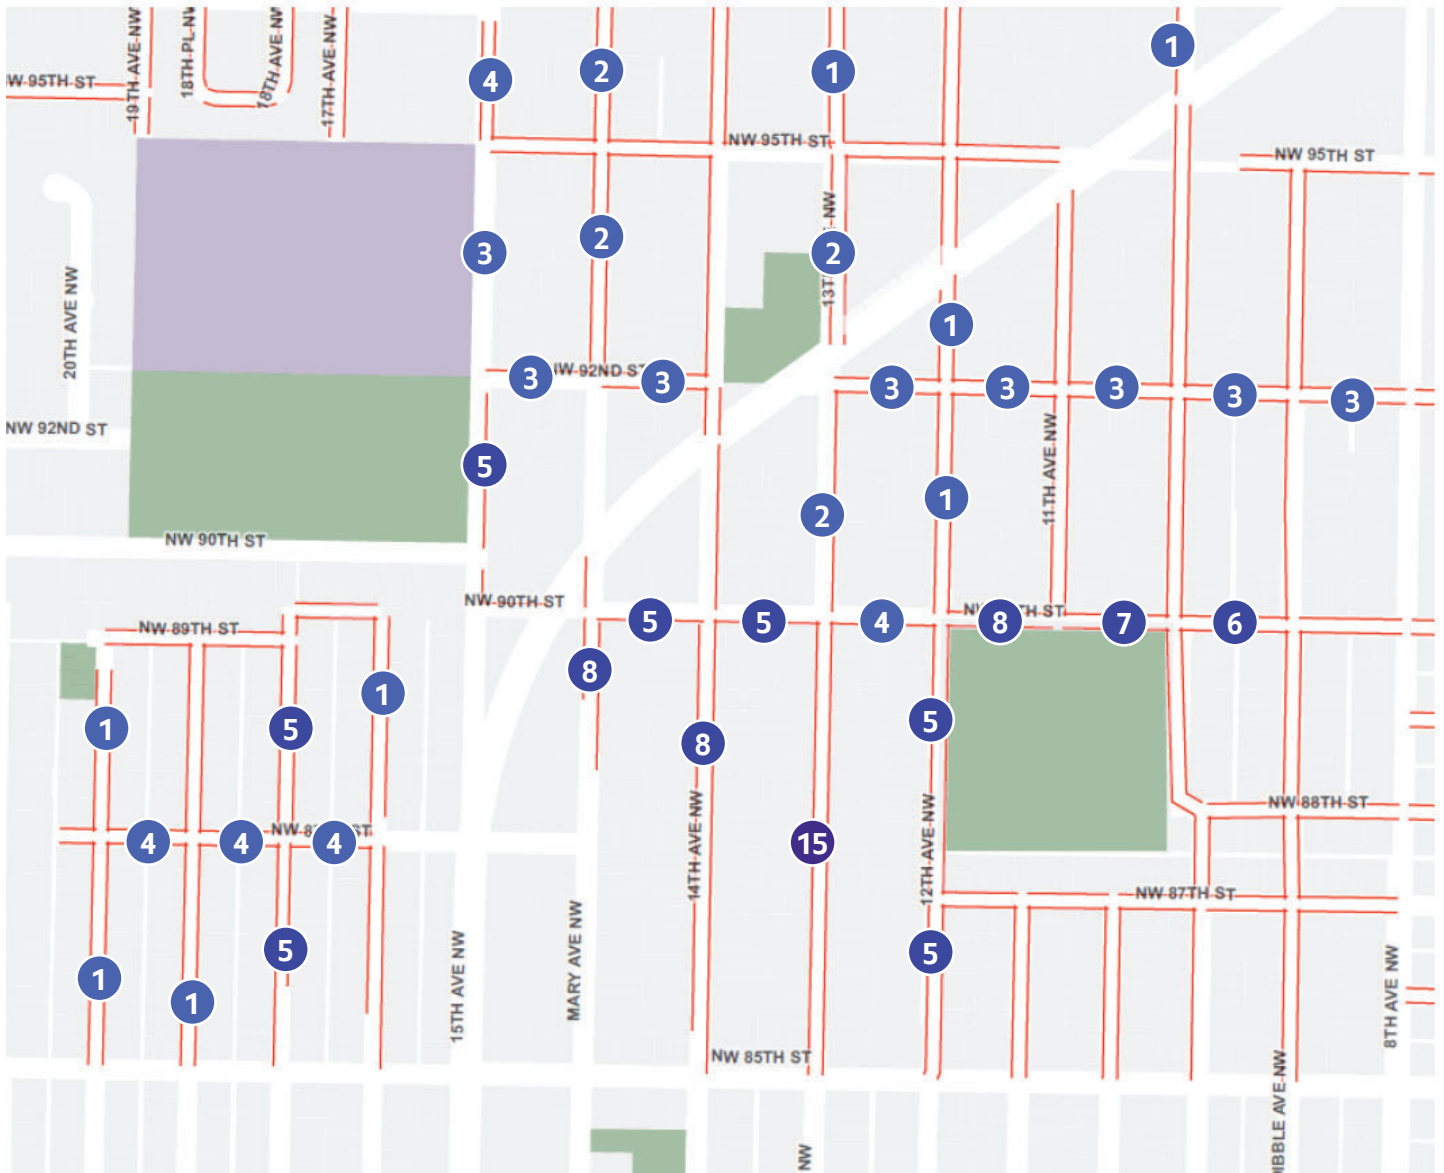 19TH AVE NW
18TH PL NW
18TH AVE NW
17TH AVE NW
1
2
1
4
NW 95TH ST
NW 95TH ST
NW 95TH ST
2
3
2
20TH AVE NW
1
NW 92ND ST
3
3
3
3
3
3
3
NW 92ND ST
5
1
11TH AVE NW
2
NW 90TH ST
NW 90TH ST
5
5
4
8
7
6
NW 89TH ST
8
1
1
5
5
8
NW 88TH ST
4
4
4
15
14TH AVE NW
12TH AVE NW
NW 87TH ST
5
5
1
1
15TH AVE NW
MARY AVE NW
8TH AVE NW
NW 85TH ST
NW